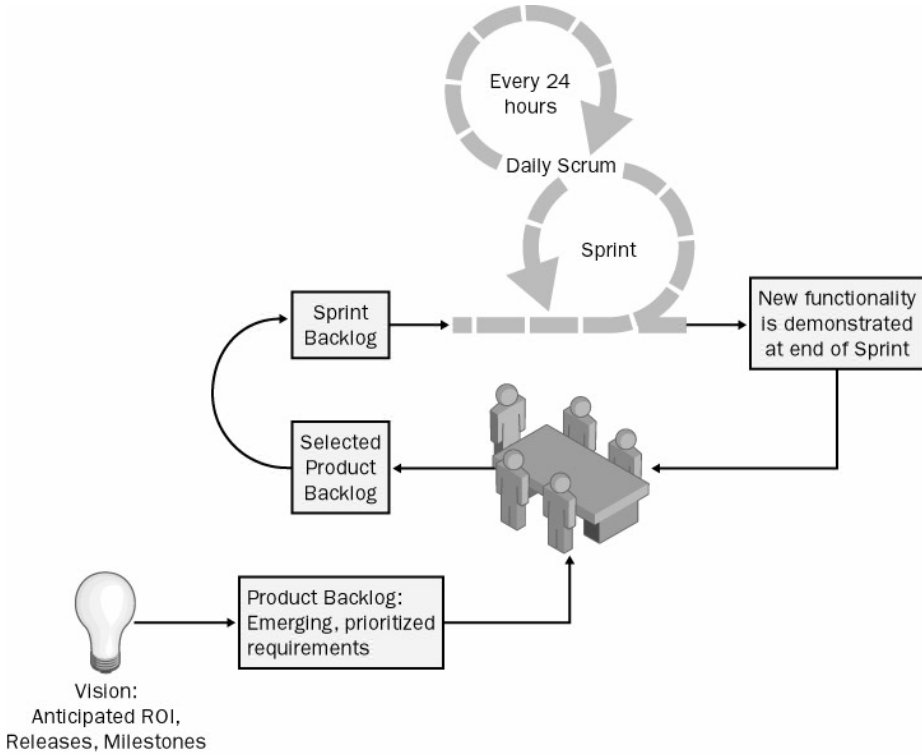 Every 24
hours
Daily Scrum
Sprint
Sprint
Backlog
New functionality
is demonstrated
at end of Sprint
Selected
Product
Backlog
Product Backlog:
Emerging, prioritized
requirements
Vision:
Anticipated ROI,
Releases, Milestones